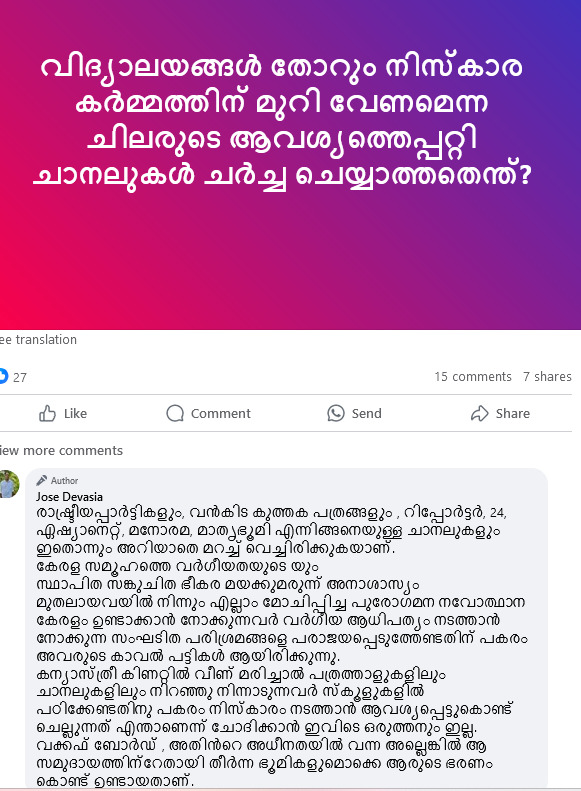 വിദ്യാലയങ്ങൾ തോറും നിസ്കാര
കർമ്മത്തിന് മുറി വേണമെന്ന
ചിലരുടെ ആവശ്യത്തെപ്പറ്റി
ചാനലുകൾ ചർച്ച ചെയ്യാത്തതെന്ത്?
ee translation
27
15 comments 7 shares
Like Comment Send Share
iew more comments
Author
Jose Devasia
രാഷ്ട്രീയപ്പാർട്ടികളും, വൻകിട കുത്തക പത്രങ്ങളും , റിപ്പോർട്ടർ, 24,
ഏഷ്യാനെറ്റ്, മനോരമ, മാതൃഭൂമി എന്നിങ്ങനെയുള്ള ചാനലുകളും
ഇതൊന്നും അറിയാതെ മറച്ച് വെച്ചിരിക്കുകയാണ്.
കേരള സമൂഹത്തെ വർഗീയതയുടെ യും
സ്ഥാപിത സങ്കുചിത ഭീകര മയക്കുമരുന്ന് അനാശാസ്യം
മുതലായവയിൽ നിന്നും എല്ലാം മോചിപ്പിച്ച പുരോഗമന നവോത്ഥാന
കേരളം ഉണ്ടാക്കാൻ നോക്കുന്നവർ വർഗീയ ആധിപത്യം നടത്താൻ
നോക്കുന്ന സംഘടിത പരിശ്രമങ്ങളെ പരാജയപ്പെടുത്തേണ്ടതിന് പകരം
അവരുടെ കാവൽ പട്ടികൾ ആയിരിക്കുന്നു.
കന്യാസ്ത്രീ കിണറ്റിൽ വീണ് മരിച്ചാൽ പത്രത്താളുകളിലും
ചാനലുകളിലും നിറഞ്ഞു നിന്നാടുന്നവർ സ്കൂളുകളിൽ
പഠിക്കേണ്ടതിനു പകരം നിസ്കാരം നടത്താൻ ആവശ്യപ്പെട്ടുകൊണ്ട്
ചെല്ലുന്നത് എന്താണെന്ന് ചോദിക്കാൻ ഇവിടെ ഒരുത്തനും ഇല്ല.
വക്കഫ് ബോർഡ് , അതിൻറെ അധീനതയിൽ വന്ന അല്ലെങ്കിൽ ആ
സമുദായത്തിന്റേതായി തീർന്ന ഭൂമികളുമൊക്കെ ആരുടെ ഭരണം
കൊണ്ട് ഉണ്ടായതാണ്.